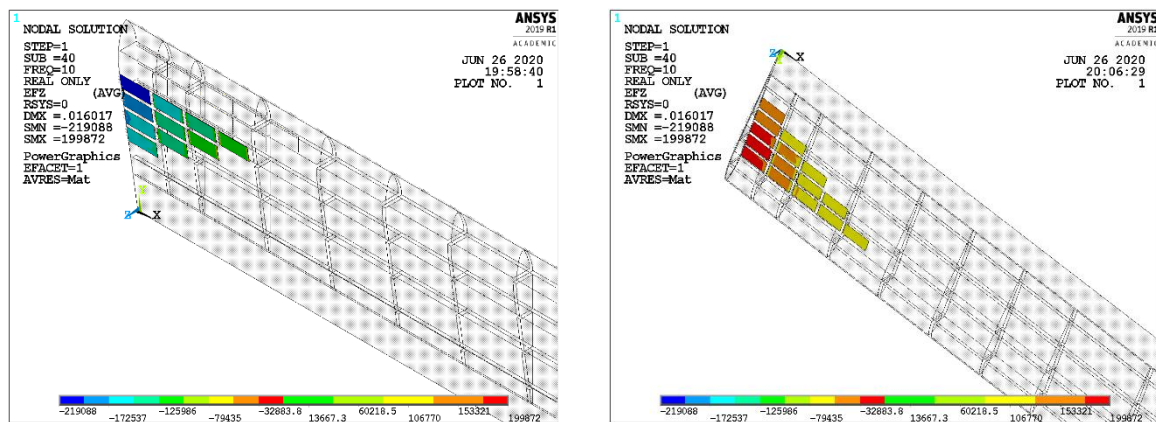 1
NODAL SOLUTION
STEP=1
SUB =40
FREQ=10
REAL ONLY
EFZ (AVG)
RSYS=0
DMX =.016017
SMN =-219088
SMX =199872
PowerGraphics
EFACET=1
AVRES=Mat
ANSYS
2019 R1
ACADEMIC
JUN 26 2020
19:58:40
PLOT NO. 1
Y
Z X
-219088 -125986 -32883.8 60218.5 153321
-172537 -79435 13667.3 106770 199872
1
NODAL SOLUTION
STEP=1
SUB =40
FREQ=10
REAL ONLY
EFZ (AVG)
RSYS=0
DMX =.016017
SMN =-219088
SMX =199872
PowerGraphics
EFACET=1
AVRES=Mat
ANSYS
2019 R1
ACADEMIC
JUN 26 2020
20:06:29
PLOT NO. 1
Z X
Y
-219088 -125986 -32883.8 60218.5 153321
-172537 -79435 13667.3 106770 199872